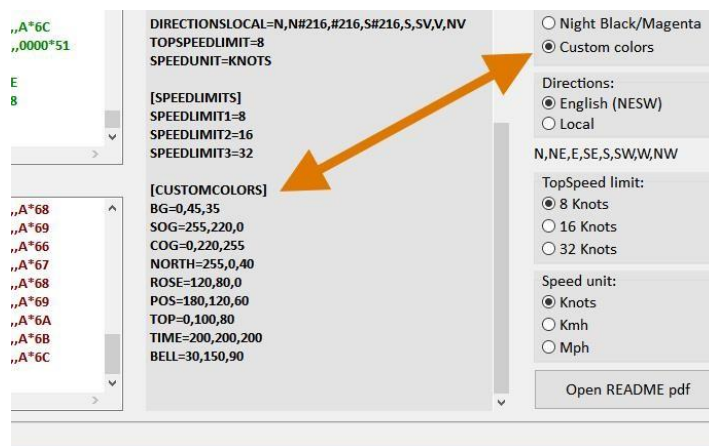 ,,A*6C
,,,0000*51
E
8
,,A*68
,,A*69
,,A*66
,,A*67
,,A*68
,,A*69
,,A*6A
,,A*6B
,,A*6C
DIRECTIONSLOCAL=N,N#216,#216,S#216,S,SV,V,NV
TOPSPEEDLIMIT=8
SPEEDUNIT=KNOTS
[SPEEDLIMITS]
SPEEDLIMIT1=8
SPEEDLIMIT2=16
SPEEDLIMIT3=32
[CUSTOMCOLORS]
BG=0,45,35
SOG=255,220,0
COG=0,220,255
NORTH=255,0,40
ROSE=120,80,0
POS=180,120,60
TOP=0,100,80
TIME=200,200,200
BELL=30,150,90
Night Black/Magenta
Custom colors
Directions:
English (NESW)
Local
N,NE,E,SE,S,SW,W,NW
TopSpeed limit:
8 Knots
16 Knots
32 Knots
Speed unit:
Knots
Kmh
Mph
Open README pdf